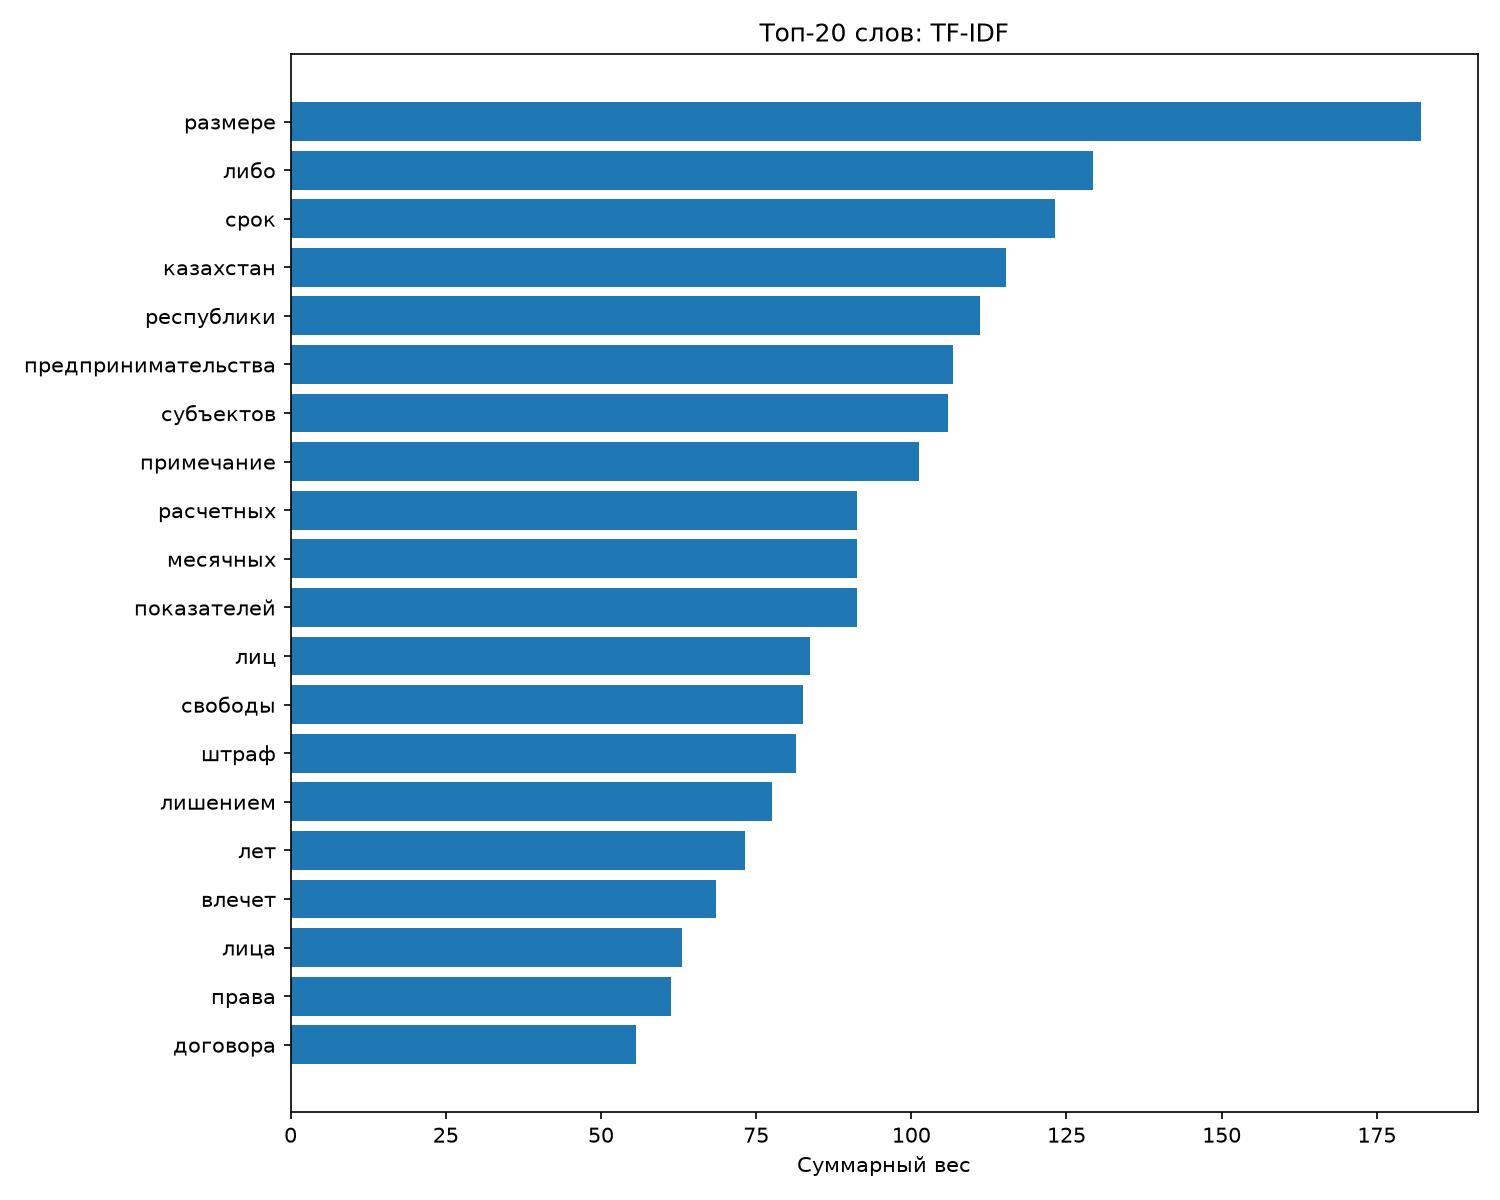 Топ-20 слов: TF-IDF
размере
либо
срок
казахстан
республики
предпринимательства
субъектов
примечание
расчетных
месячных
показателей
лиц
свободы
штраф
лишением
лет
влечет
лица
права
договора
0 25 50 75 100 125 150 175
Суммарный вес